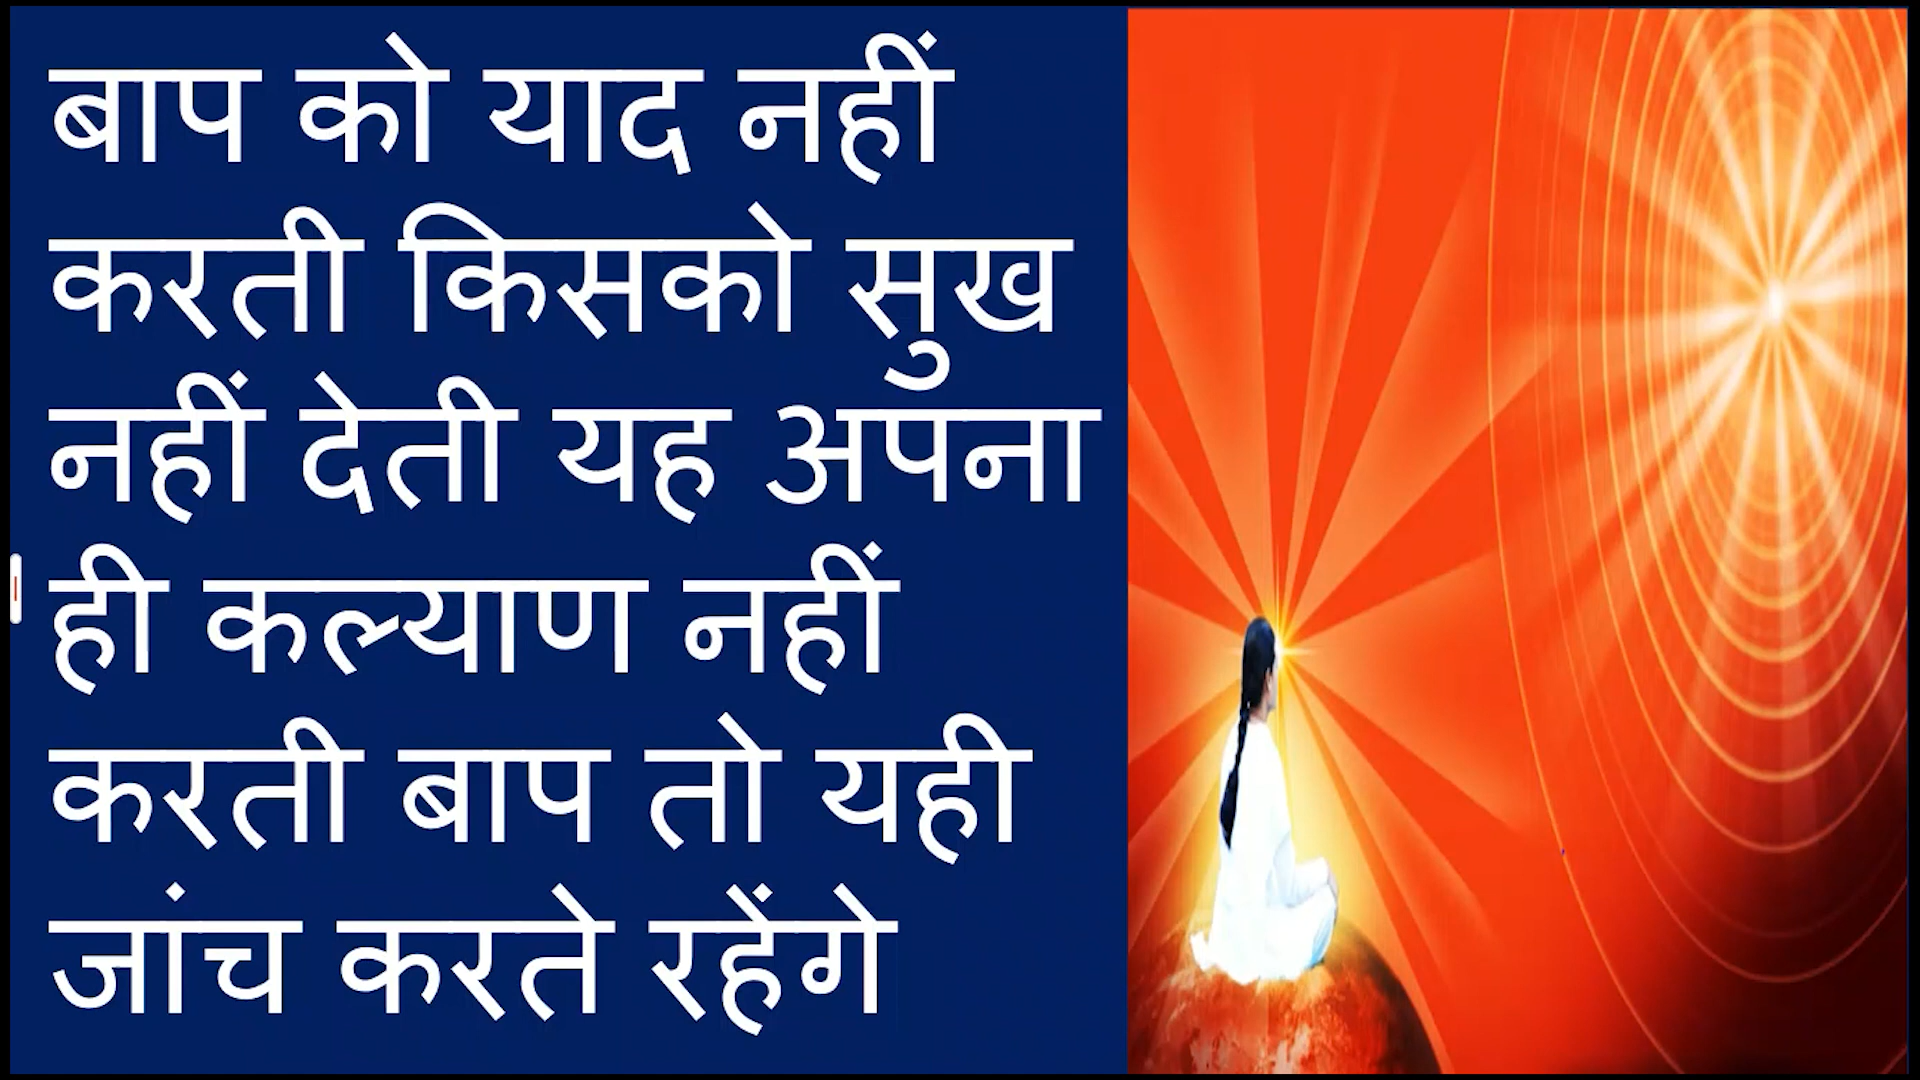 बाप को याद नहीं
करती किसको सुख
नहीं देती यह अपना
ही कल्याण नहीं
करती बाप तो यही
जांच करते रहेंगे